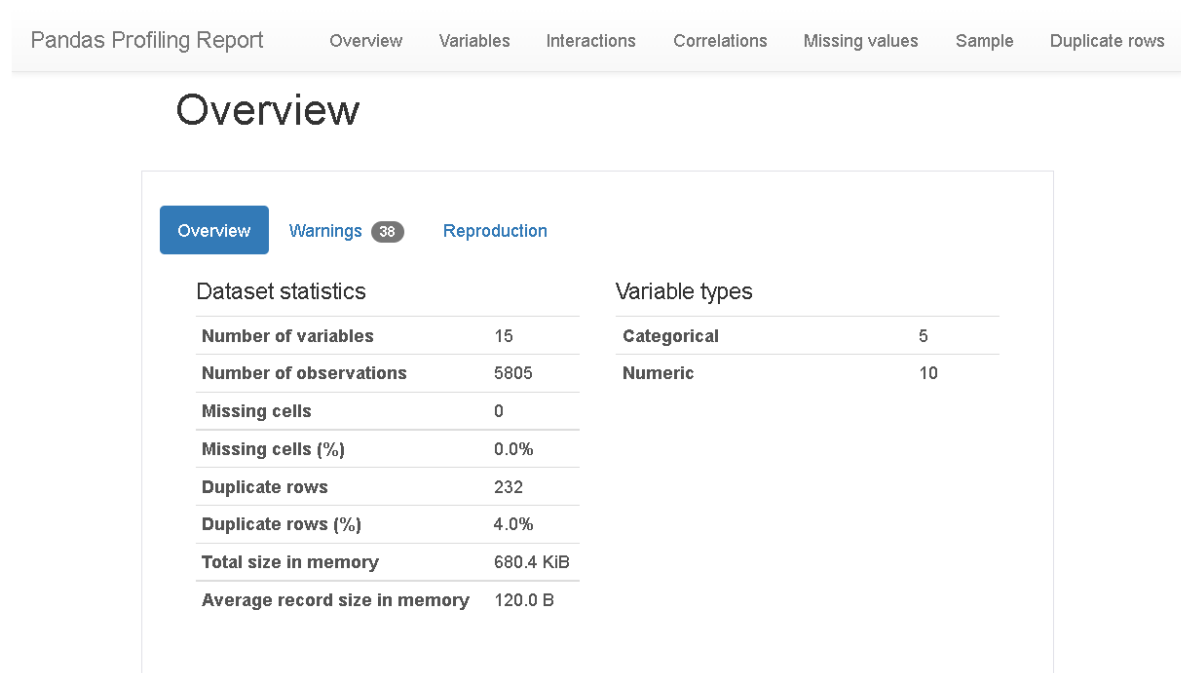 Pandas Profiling Report Overview Variables Interactions Correlations Missing values Sample Duplicate rows
Overview
Overview Warnings 38 Reproduction
Dataset statistics
Number of variables 15
Number of observations 5805
Missing cells 0
Missing cells (%) 0.0%
Duplicate rows 232
Duplicate rows (%) 4.0%
Total size in memory 680.4 KiB
Average record size in memory 120.0 B
Variable types
Categorical 5
Numeric 10